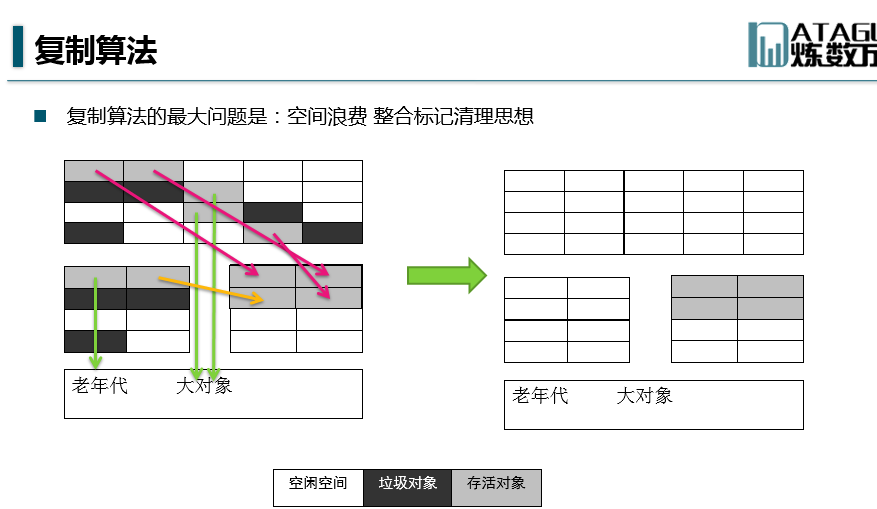 复制算法
ATAGU
炼数
复制算法的最大问题是：空间浪费 整合标记清理思想
老年代 大对象
老年代 大对象
空闲空间 垃圾对象 存活对象